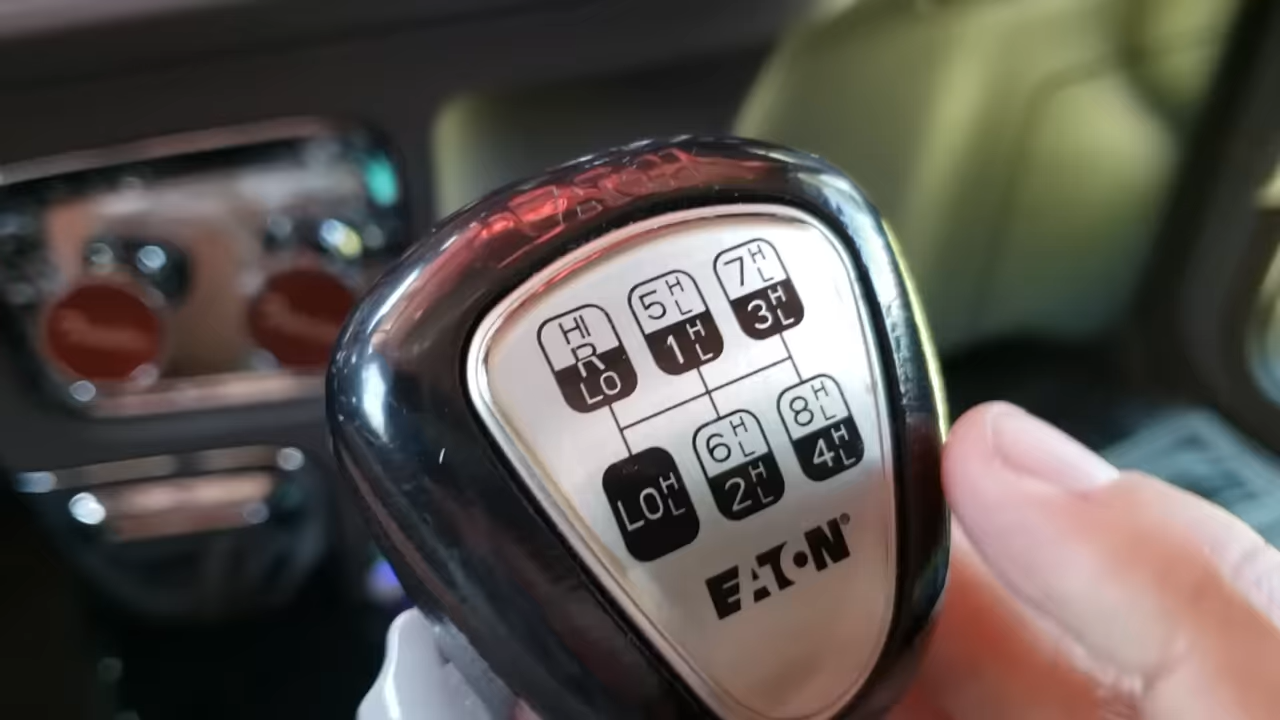 HI
R
LO
5 H L
1 H L
7 H L
3 H L
LO H L
6 H L
2 H L
8 H L
4 H L
EATON®